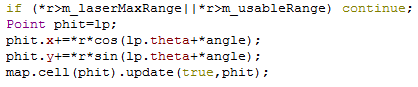 if (*r>m_laserMaxRange||*r>m_usableRange) continue;
Point phit=lp;
phit.x+=*r*cos(lp.theta+*angle);
phit.y+=*r*sin(lp.theta+*angle);
map.cell(phit).update(true,phit);